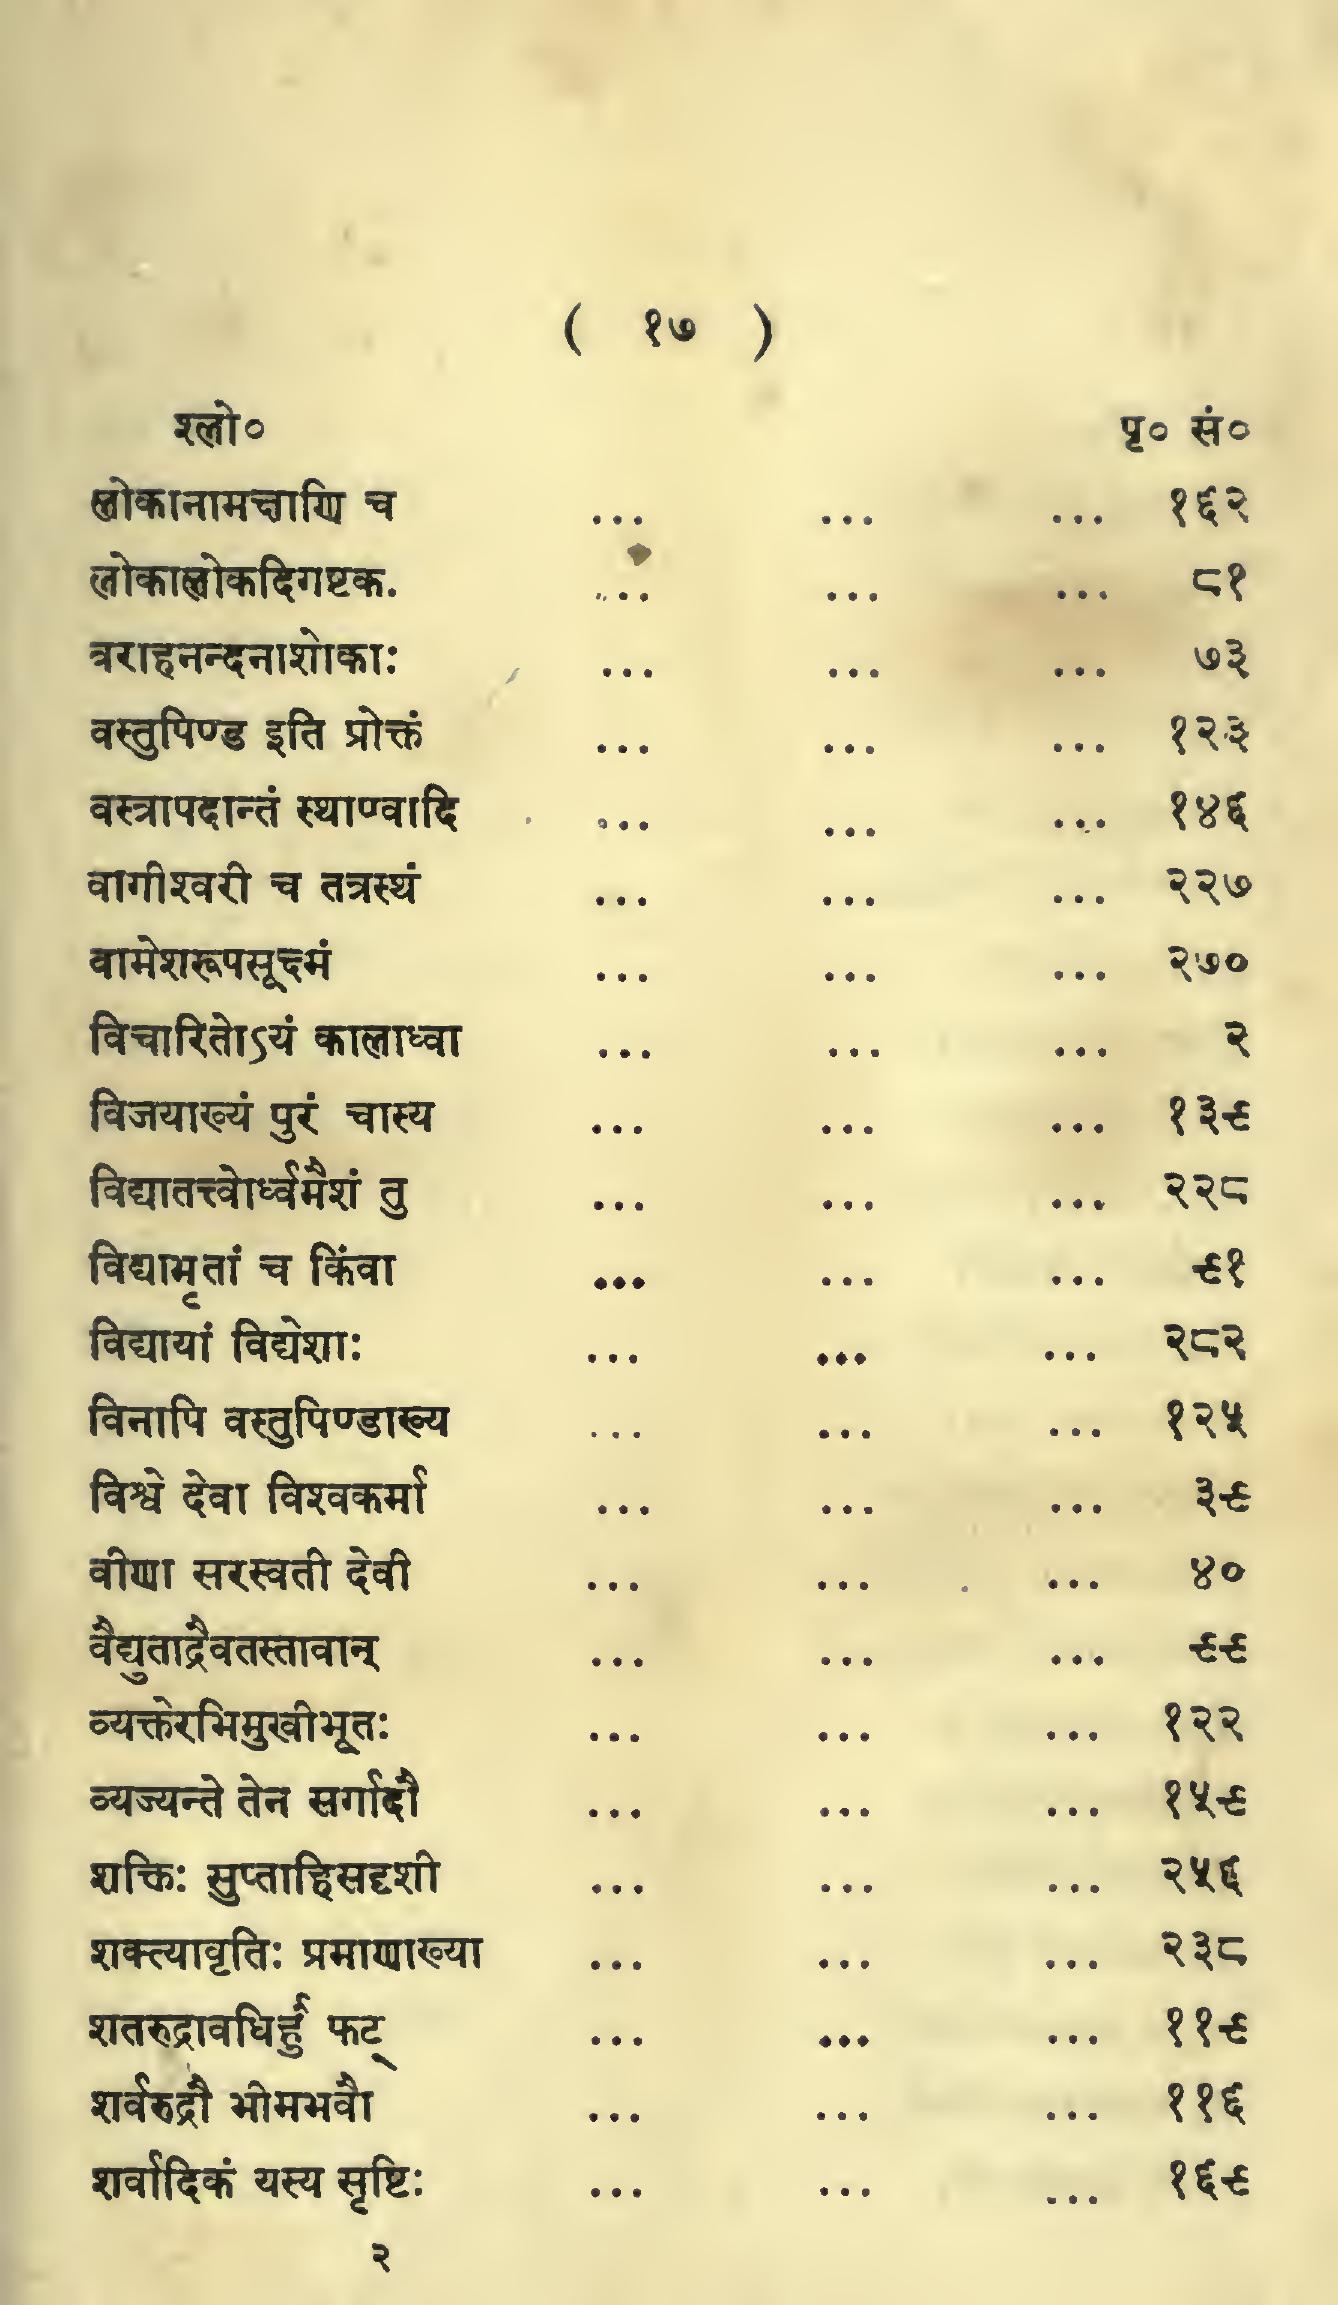 ( १७ )
श्लो० पृ० सं०
लोकानामक्षाणि च ... ... ... १६२
लोकालोकदिगष्टक. ... ... ... ८१
वराहनन्दनाशोकाः ... ... ... ७३
वस्तुपिण्ड इति प्रोक्तं ... ... ... १२३
वस्त्रापदान्तं स्थाण्वादि ... ... ... १४६
वागीश्वरी च तत्रस्थं ... ... ... २२७
वामेशरूपसूक्ष्मं ... ... ... २७०
विचारितोऽयं कालाध्वा ... ... ... २
विजयाख्यं पुरं चास्य ... ... ... १३९
विद्यातत्त्वोर्ध्वमैशं तु ... ... ... २२८
विद्याभृतां च किंवा ... ... ... ९१
विद्यायां विद्येशाः ... ... ... २८२
विनापि वस्तुपिण्डाख्य ... ... ... १२५
विश्वे देवा विश्वकर्मा ... ... ... ३९
वीणा सरस्वती देवी ... ... ... ४०
वैद्युताद्रैवतस्तावान् ... ... ... ९९
व्यक्तेरभिमुखीभूतः ... ... ... १२२
व्यज्यन्ते तेन सर्गादौ ... ... ... १५९
शक्तिः सुप्ताहिसदृशी ... ... ... २५६
शक्त्यावृतिः प्रमाणाख्या ... ... ... २३८
शतरुद्रावधिर्हुं फट् ... ... ... ११९
शर्वरुद्रौ भीमभवौ ... ... ... ११६
शर्वादिकं यस्य सृष्टिः ... ... ... १६९
२